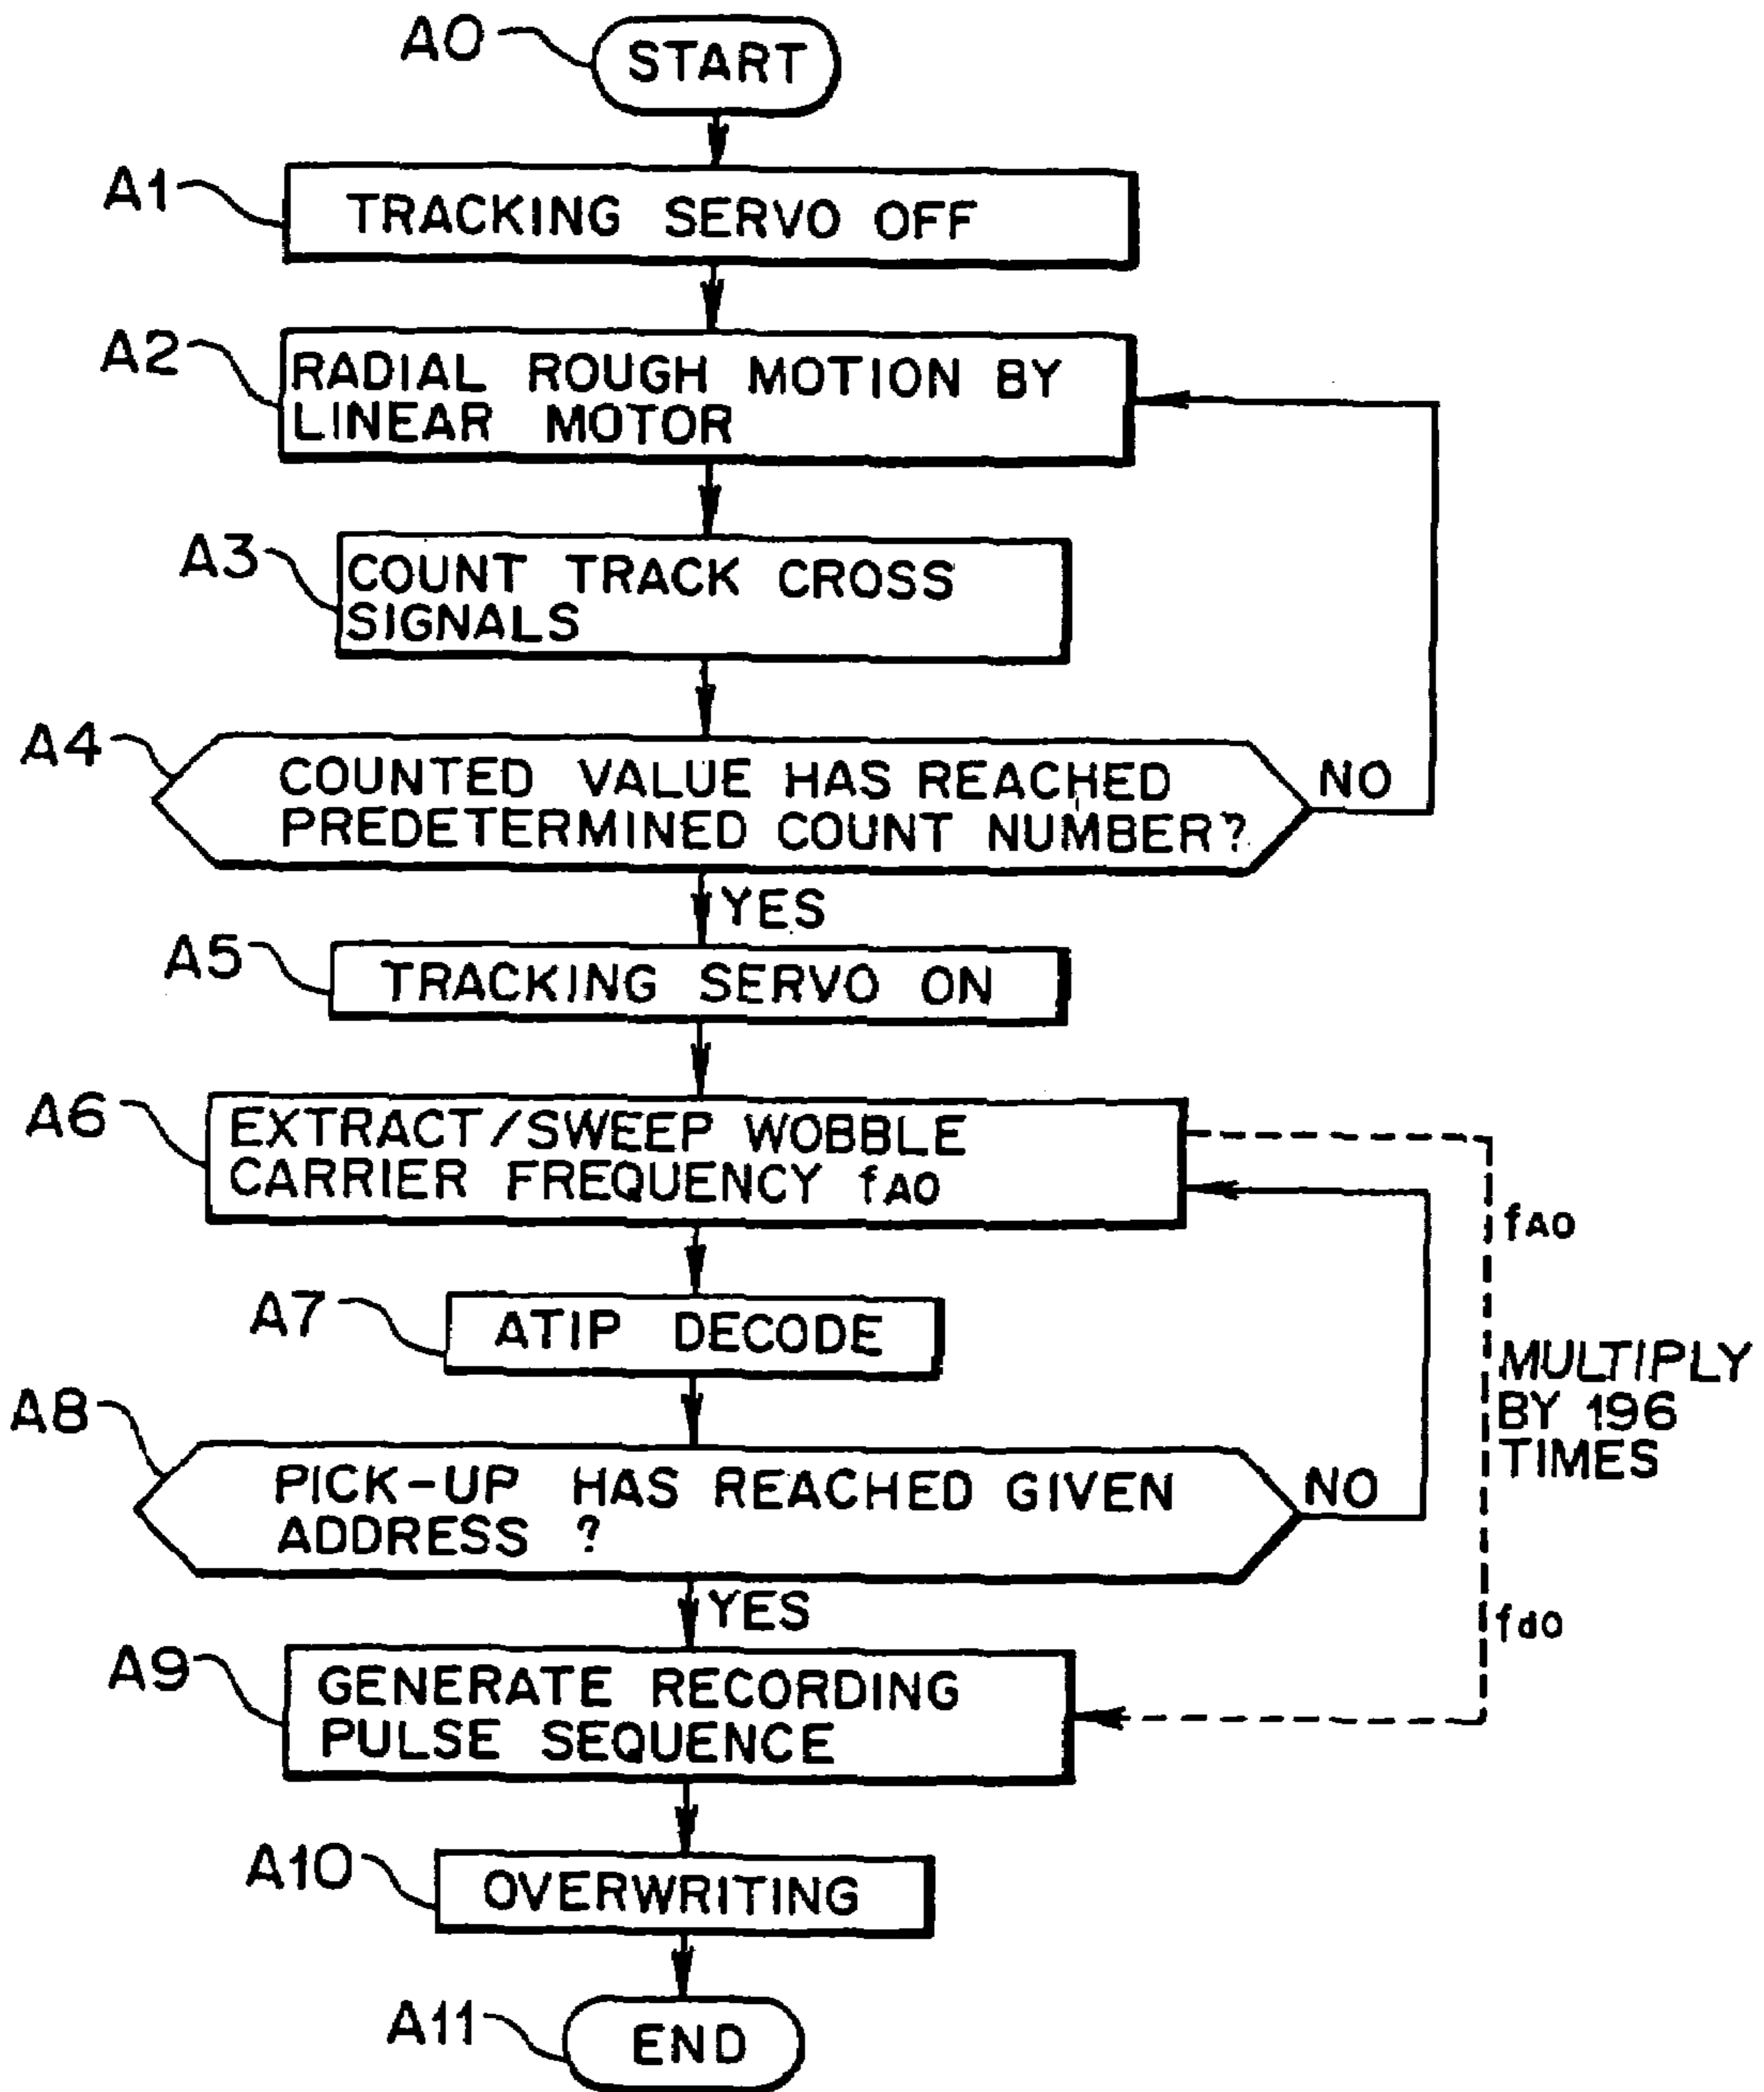 A0
START
A1
TRACKING SERVO OFF
A2
RADIAL ROUGH MOTION BY
LINEAR MOTOR
A3
COUNT TRACK CROSS
SIGNALS
A4
COUNTED VALUE HAS REACHED
PREDETERMINED COUNT NUMBER?
NO
YES
A5
TRACKING SERVO ON
A6
EXTRACT/SWEEP WOBBLE
CARRIER FREQUENCY fA0
fA0
A7
ATIP DECODE
MULTIPLY
BY 196
TIMES
A8
PICK-UP HAS REACHED GIVEN
ADDRESS ?
NO
YES
fd0
A9
GENERATE RECORDING
PULSE SEQUENCE
A10
OVERWRITING
A11
END